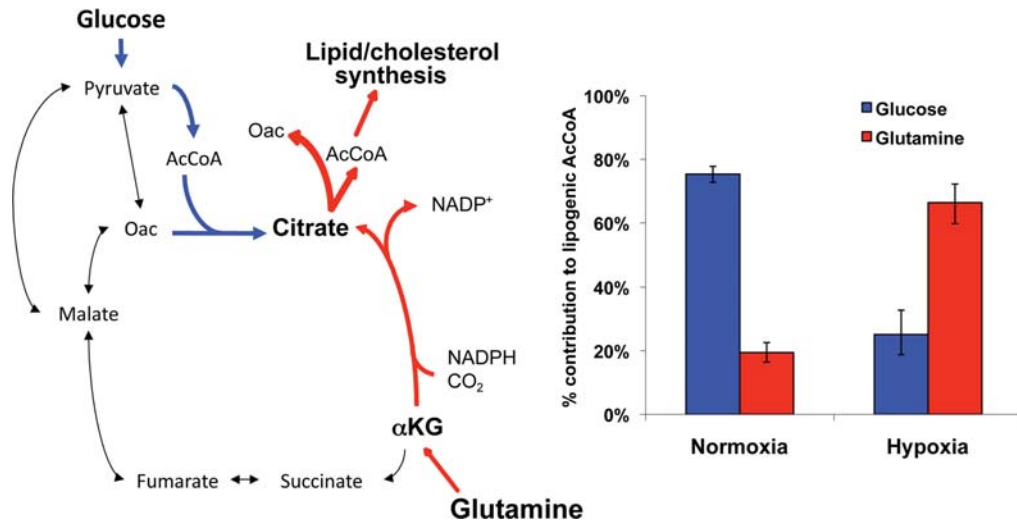 Glucose
Pyruvate
AcCoA
Oac
Malate
Fumarate
Succinate
Citrate
Oac
AcCoA
Lipid/cholesterol
synthesis
NADP⁺
NADPH
CO₂
αKG
Glutamine
% contribution to lipogenic AcCoA
100%
80%
60%
40%
20%
0%
Glucose
Glutamine
Normoxia
Hypoxia